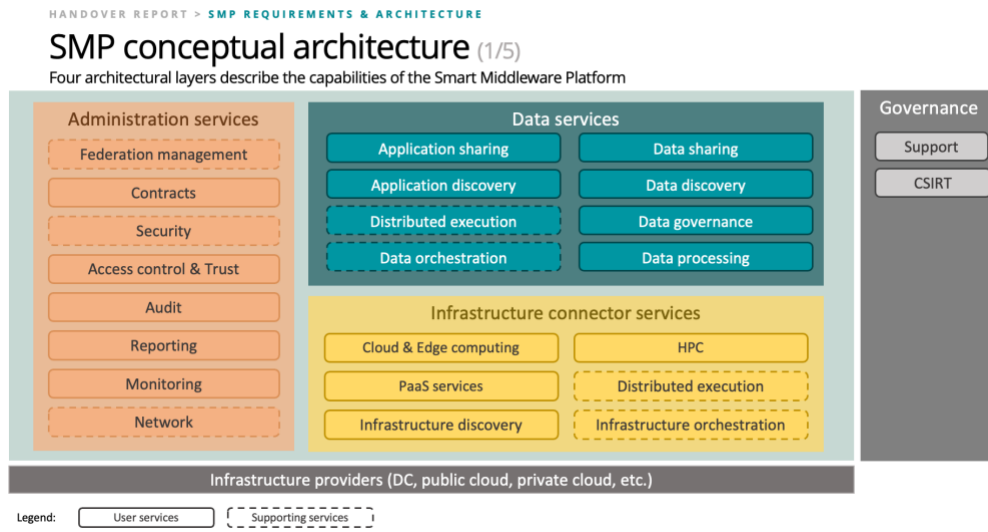 HANDOVER REPORT > SMP REQUIREMENTS & ARCHITECTURE
SMP conceptual architecture (1/5)
Four architectural layers describe the capabilities of the Smart Middleware Platform
Administration services
Federation management
Contracts
Security
Access control & Trust
Audit
Reporting
Monitoring
Network
Data services
Application sharing
Data sharing
Application discovery
Data discovery
Distributed execution
Data governance
Data orchestration
Data processing
Infrastructure connector services
Cloud & Edge computing
HPC
PaaS services
Distributed execution
Infrastructure discovery
Infrastructure orchestration
Governance
Support
CSIRT
Infrastructure providers (DC, public cloud, private cloud, etc.)
Legend:
User services
Supporting services